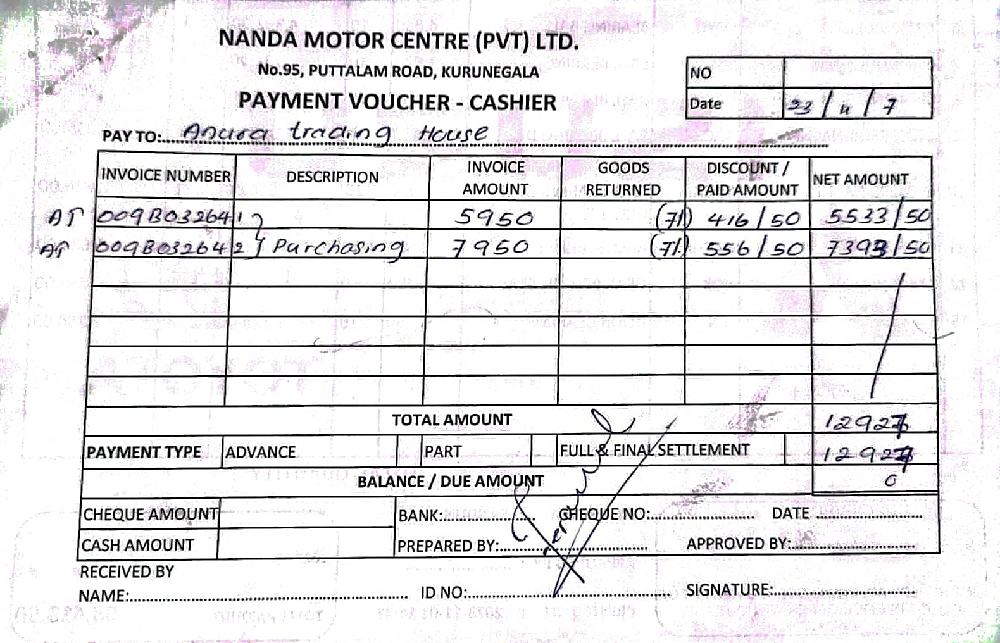 NANDA MOTOR CENTRE (PVT) LTD.
No.95, PUTTALAM ROAD, KURUNEGALA
PAYMENT VOUCHER - CASHIER
NO
Date 23/4/7
PAY TO: Anura trading House
INVOICE NUMBER DESCRIPTION INVOICE AMOUNT GOODS RETURNED DISCOUNT / PAID AMOUNT NET AMOUNT
AT 009B032641 5950 (7%) 416/50 5533/50
AT 009B032642 } Purchasing 7950 (7%) 556/50 7393/50
TOTAL AMOUNT 12927
PAYMENT TYPE ADVANCE PART FULL & FINAL SETTLEMENT 12927
BALANCE / DUE AMOUNT 0
CHEQUE AMOUNT BANK: CHEQUE NO: DATE
CASH AMOUNT PREPARED BY: APPROVED BY:
RECEIVED BY
NAME: ID NO: SIGNATURE: